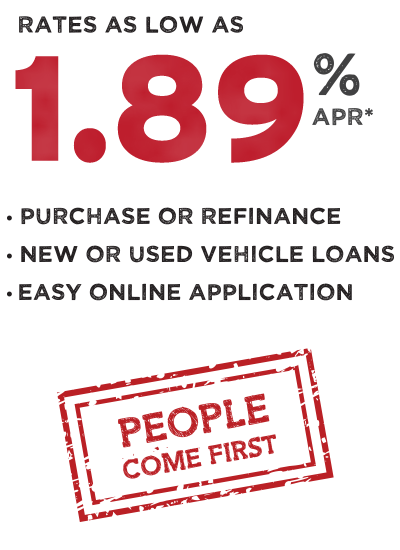 RATES AS LOW AS
1.89% APR*
• PURCHASE OR REFINANCE
• NEW OR USED VEHICLE LOANS
• EASY ONLINE APPLICATION
PEOPLE
COME FIRST